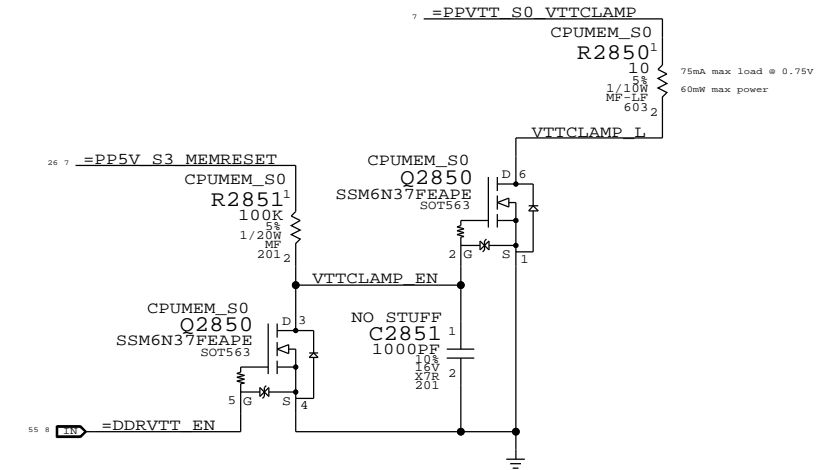 7 =PPVTT_S0_VTTCLAMP
CPUMEM_S0
R2850 1
10
5%
1/10W
MF-LF
603 2
75mA max load @ 0.75V
60mW max power
VTTCLAMP_L
26 7 =PP5V_S3_MEMRESET
CPUMEM_S0
R2851 1
100K
5%
1/20W
MF
201 2
CPUMEM_S0
Q2850
SSM6N37FEAPE
SOT563
D 6
2 G S 1
VTTCLAMP_EN
CPUMEM_S0
Q2850
SSM6N37FEAPE
SOT563
D 3
5 G S 4
NO STUFF
C2851 1
1000PF
10%
16V
X7R
201 2
55 8 IN =DDRVTT_EN